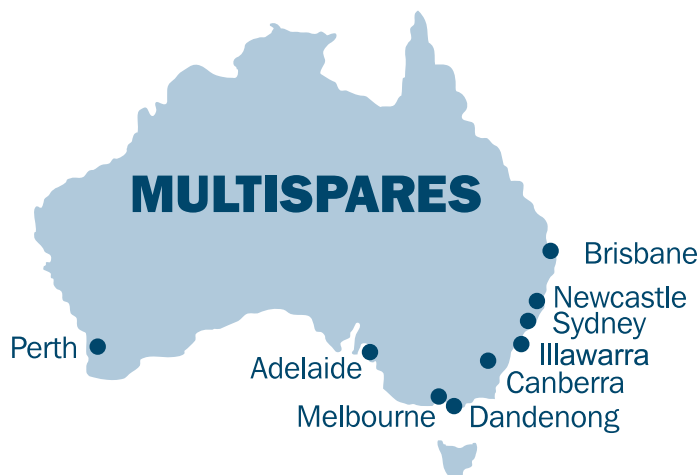 MULTISPARES
Brisbane
Newcastle
Sydney
Perth
Illawarra
Adelaide
Canberra
Melbourne
Dandenong